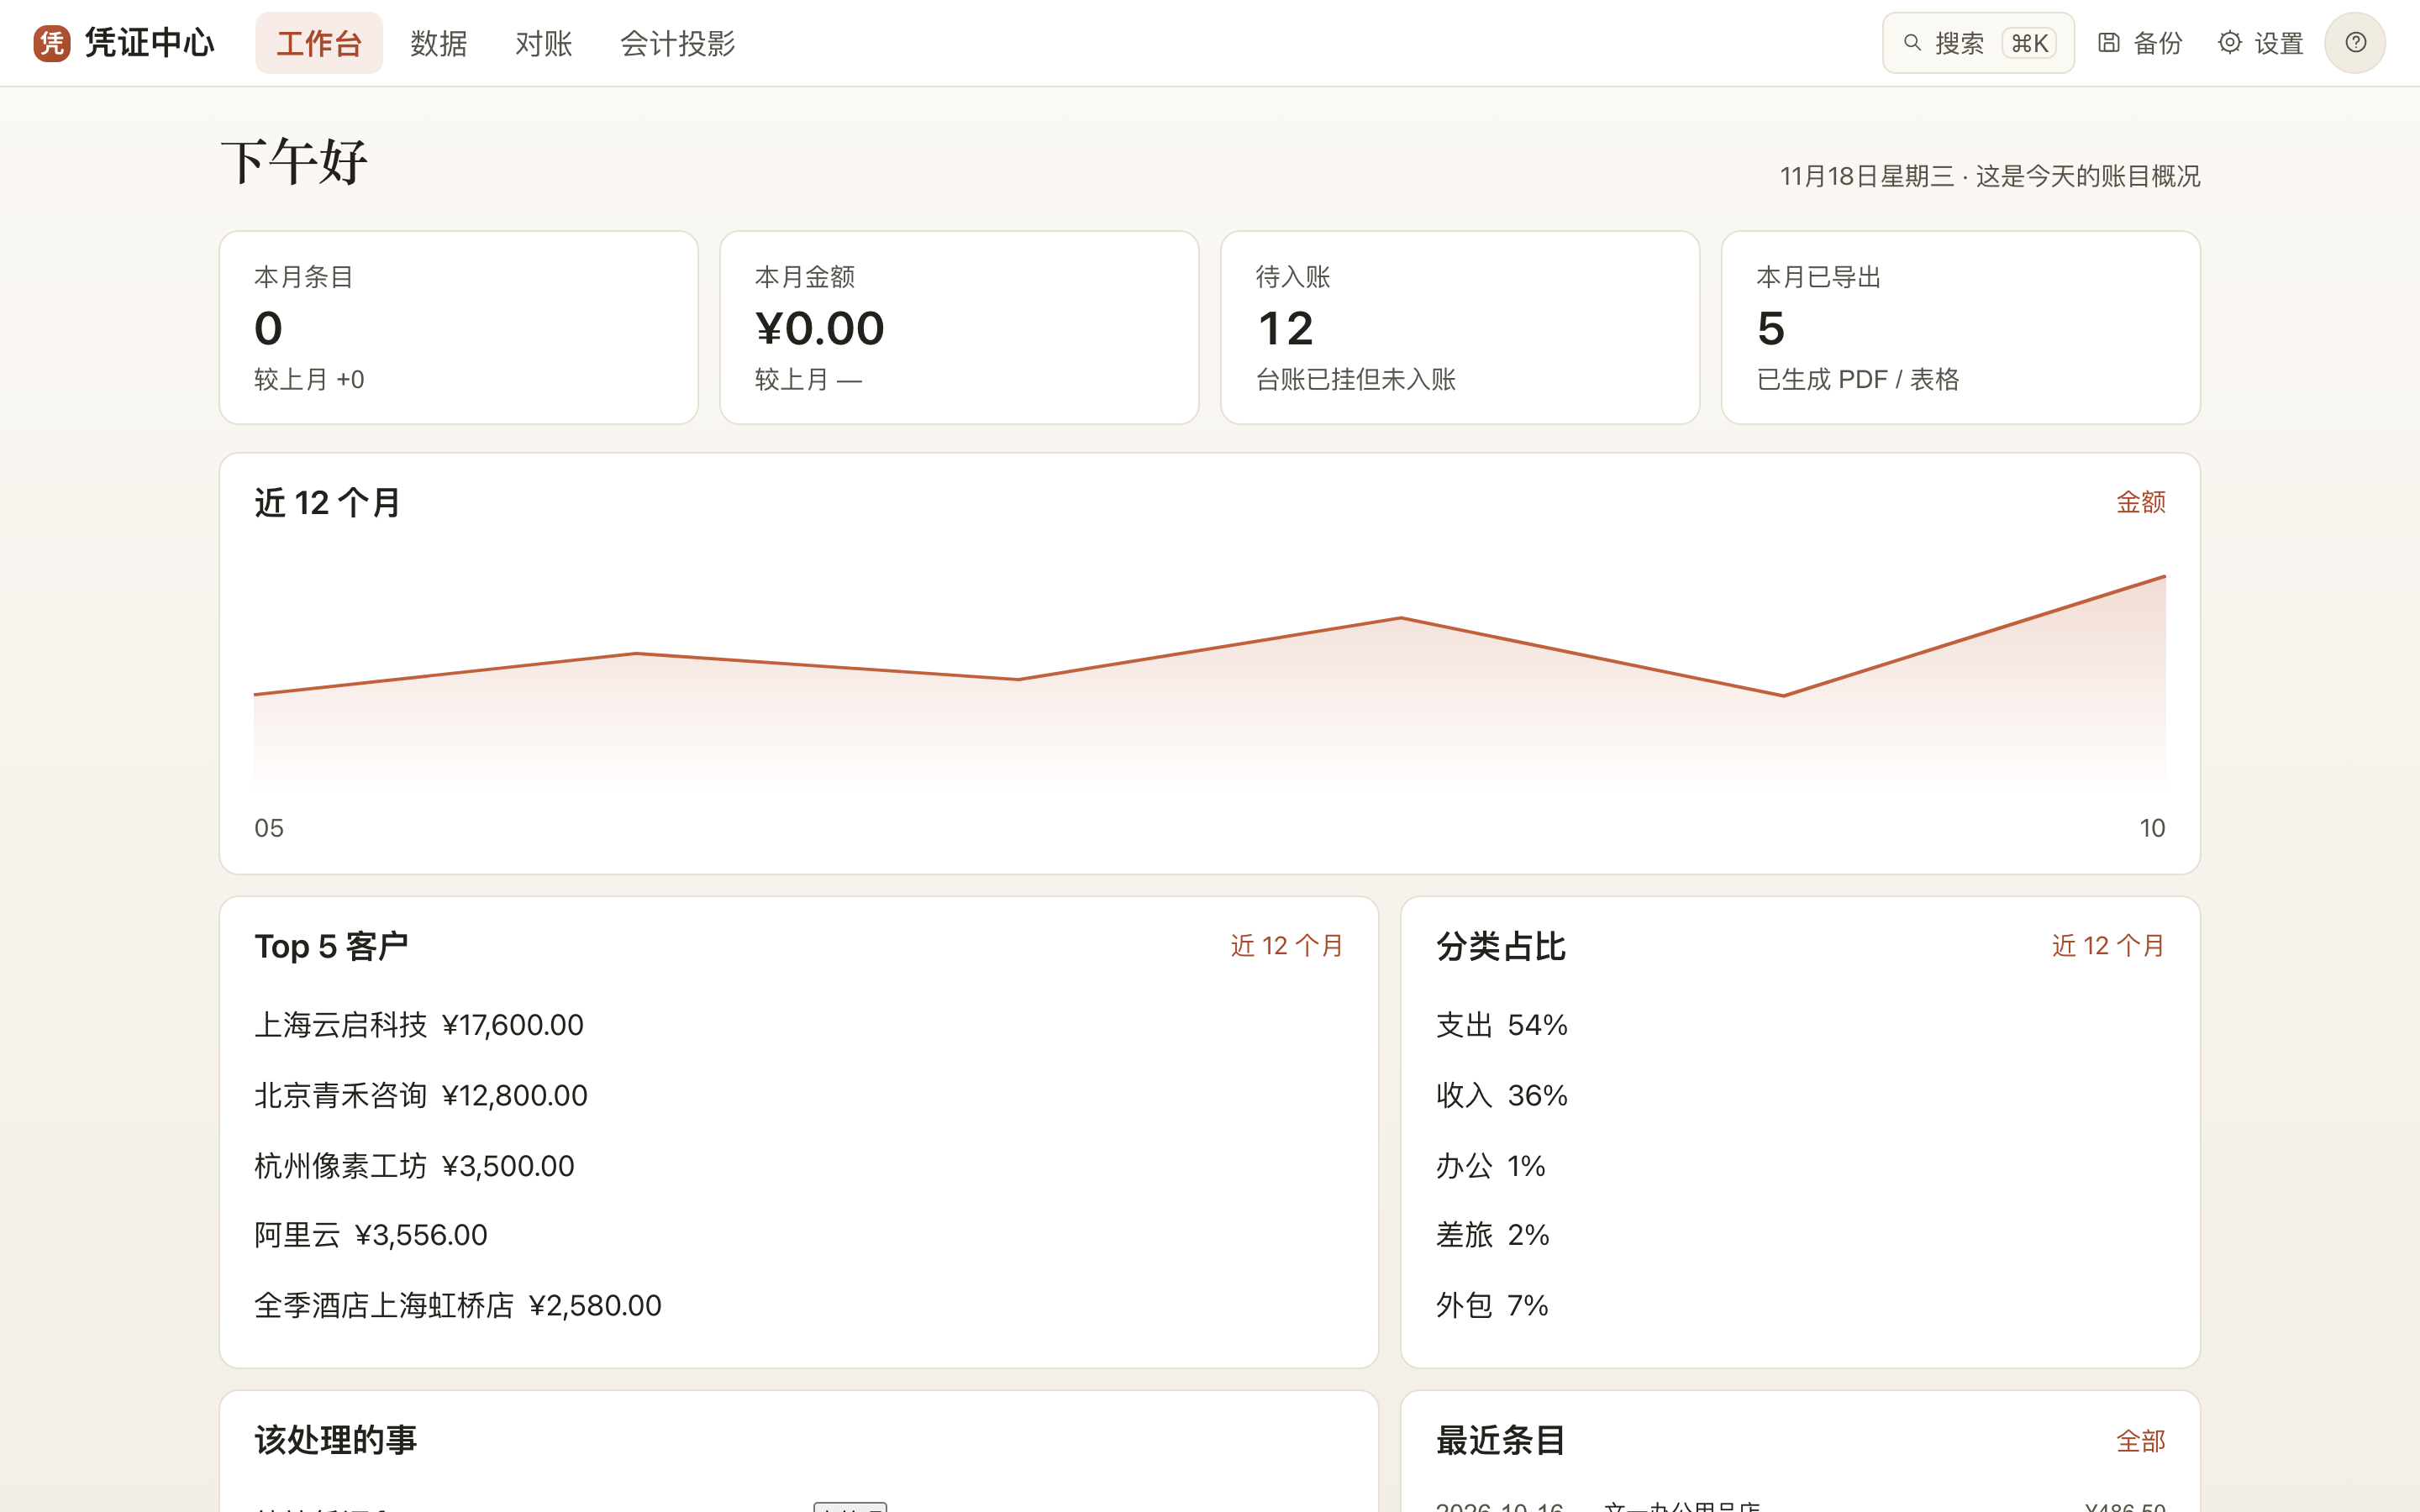 凭 凭证中心 工作台 数据 对账 会计投影 搜索 ⌘K 备份 设置
下午好
11月18日星期三 · 这是今天的账目概况
本月条目
0
较上月 +0
本月金额
¥0.00
较上月 —
待入账
12
台账已挂但未入账
本月已导出
5
已生成 PDF / 表格
近 12 个月 金额
05 10
Top 5 客户 近 12 个月
上海云启科技 ¥17,600.00
北京青禾咨询 ¥12,800.00
杭州像素工坊 ¥3,500.00
阿里云 ¥3,556.00
全季酒店上海虹桥店 ¥2,580.00
分类占比 近 12 个月
支出 54%
收入 36%
办公 1%
差旅 2%
外包 7%
该处理的事
最近条目 全部
2026-10-16 ¥486.50